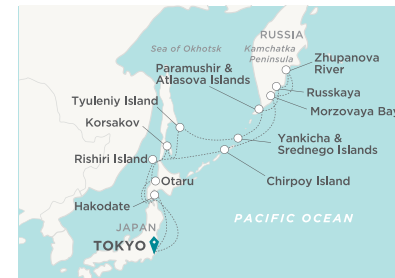 RUSSIA
Sea of Okhotsk
Kamchatka
Peninsula
Zhupanova
River
Paramushir &
Atlasova Islands
Russkaya
Tyuleniy Island
Morzovaya Bay
Korsakov
Yankicha &
Srednego Islands
Rishiri Island
Otaru
Chirpoy Island
Hakodate
PACIFIC OCEAN
JAPAN
TOKYO